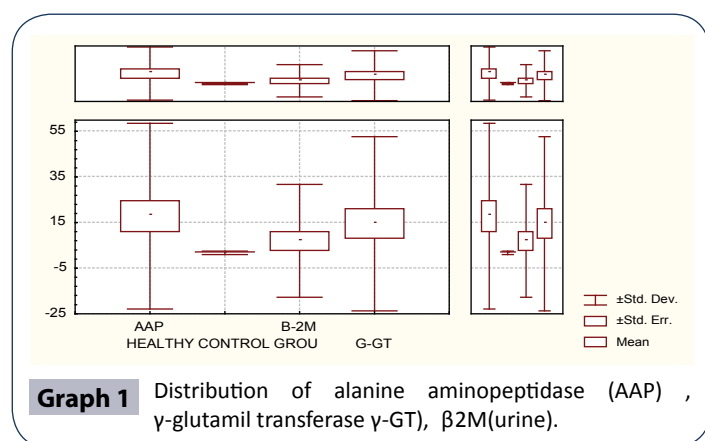 55
35
15
-5
-25
AAP B-2M
HEALTHY CONTROL GROU G-GT
±Std. Dev.
±Std. Err.
Mean
Graph 1 Distribution of alanine aminopeptidase (AAP) ,
γ-glutamil transferase γ-GT), β2M(urine).